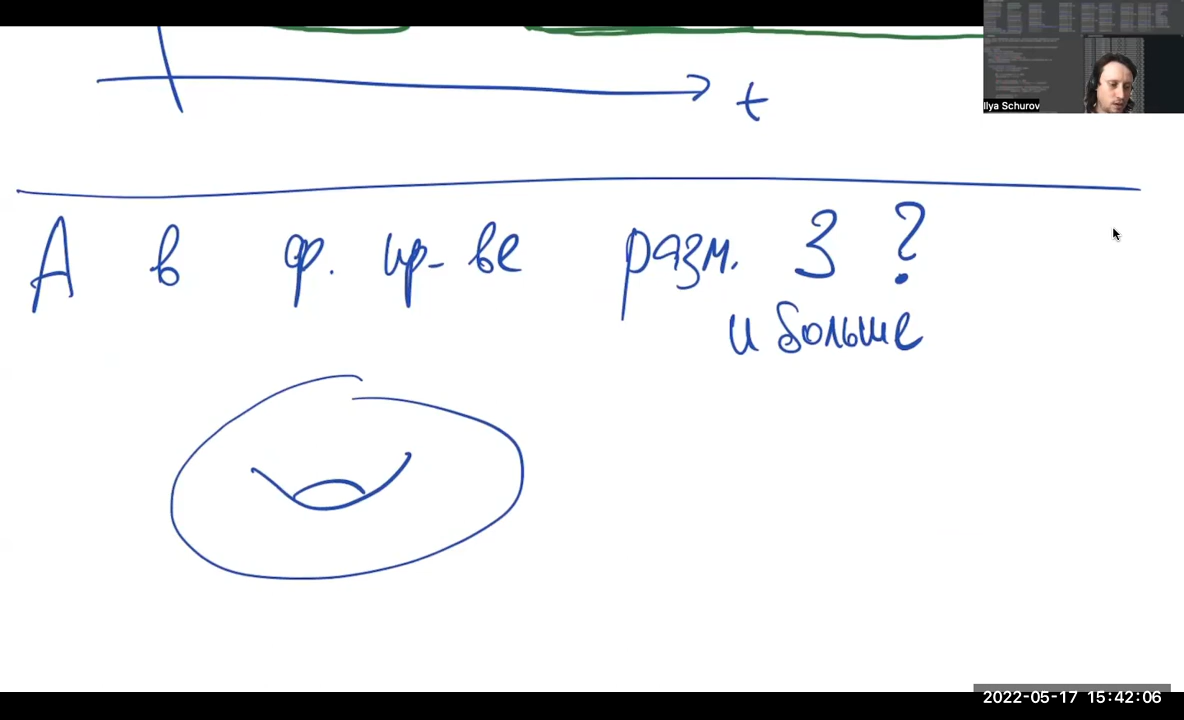 Ilya Schurov
t
А в ф. пр-ве разм. 3 ?
и больше
2022-05-17 15:42:06